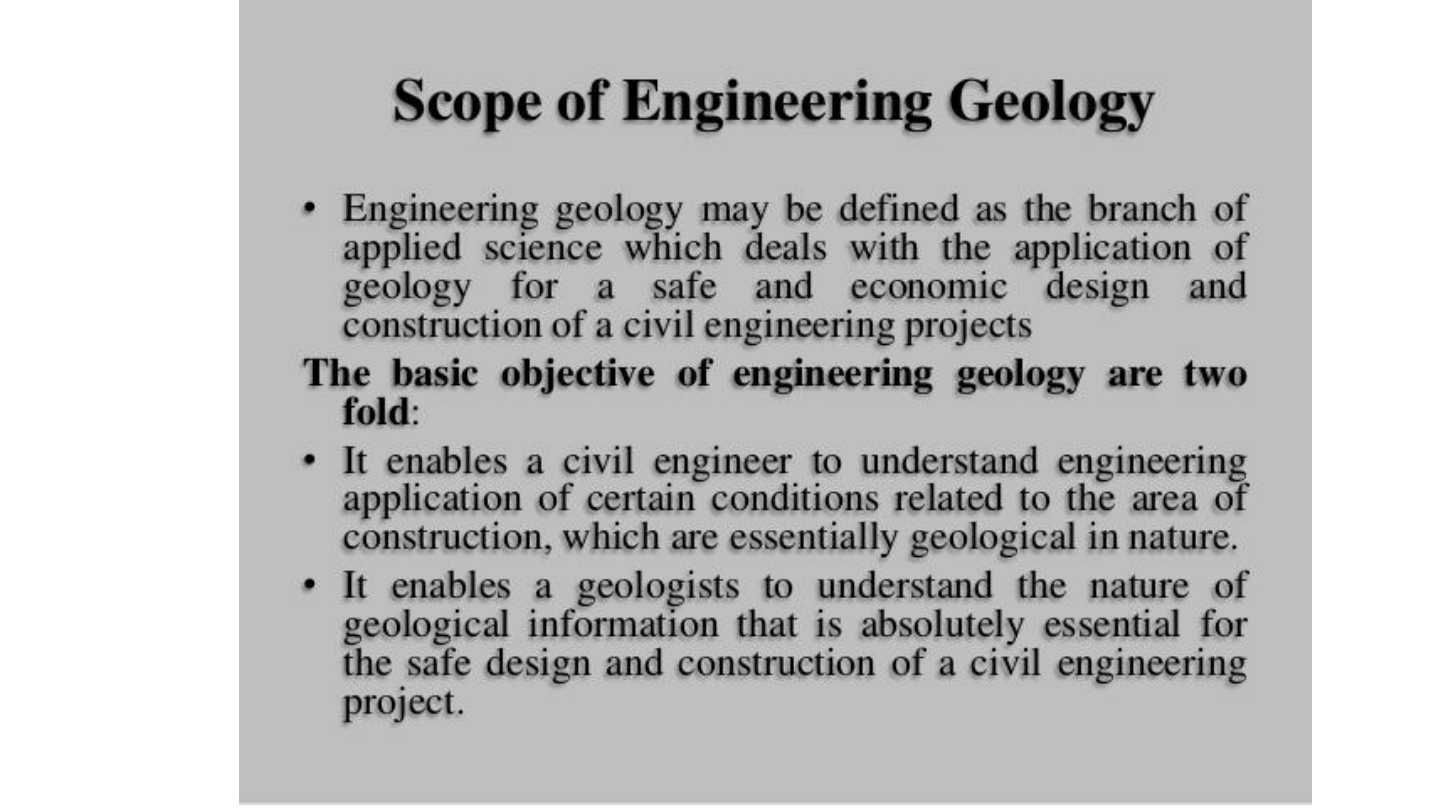 Scope of Engineering Geology
• Engineering geology may be defined as the branch of
applied science which deals with the application of
geology for a safe and economic design and
construction of a civil engineering projects
The basic objective of engineering geology are two
fold:
• It enables a civil engineer to understand engineering
application of certain conditions related to the area of
construction, which are essentially geological in nature.
• It enables a geologists to understand the nature of
geological information that is absolutely essential for
the safe design and construction of a civil engineering
project.